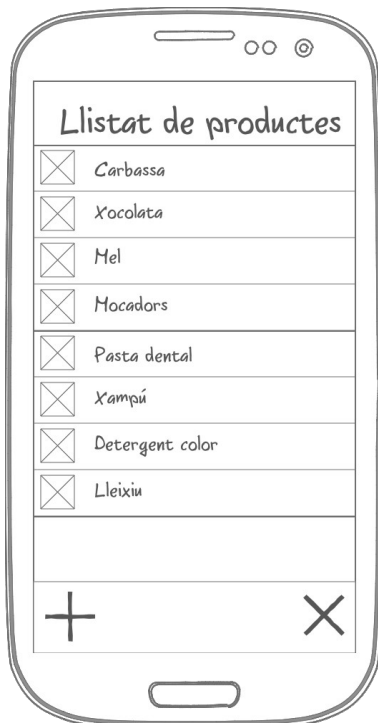 Llistat de productes
Carbassa
Xocolata
Mel
Mocadors
Pasta dental
Xampú
Detergent color
Lleixiu